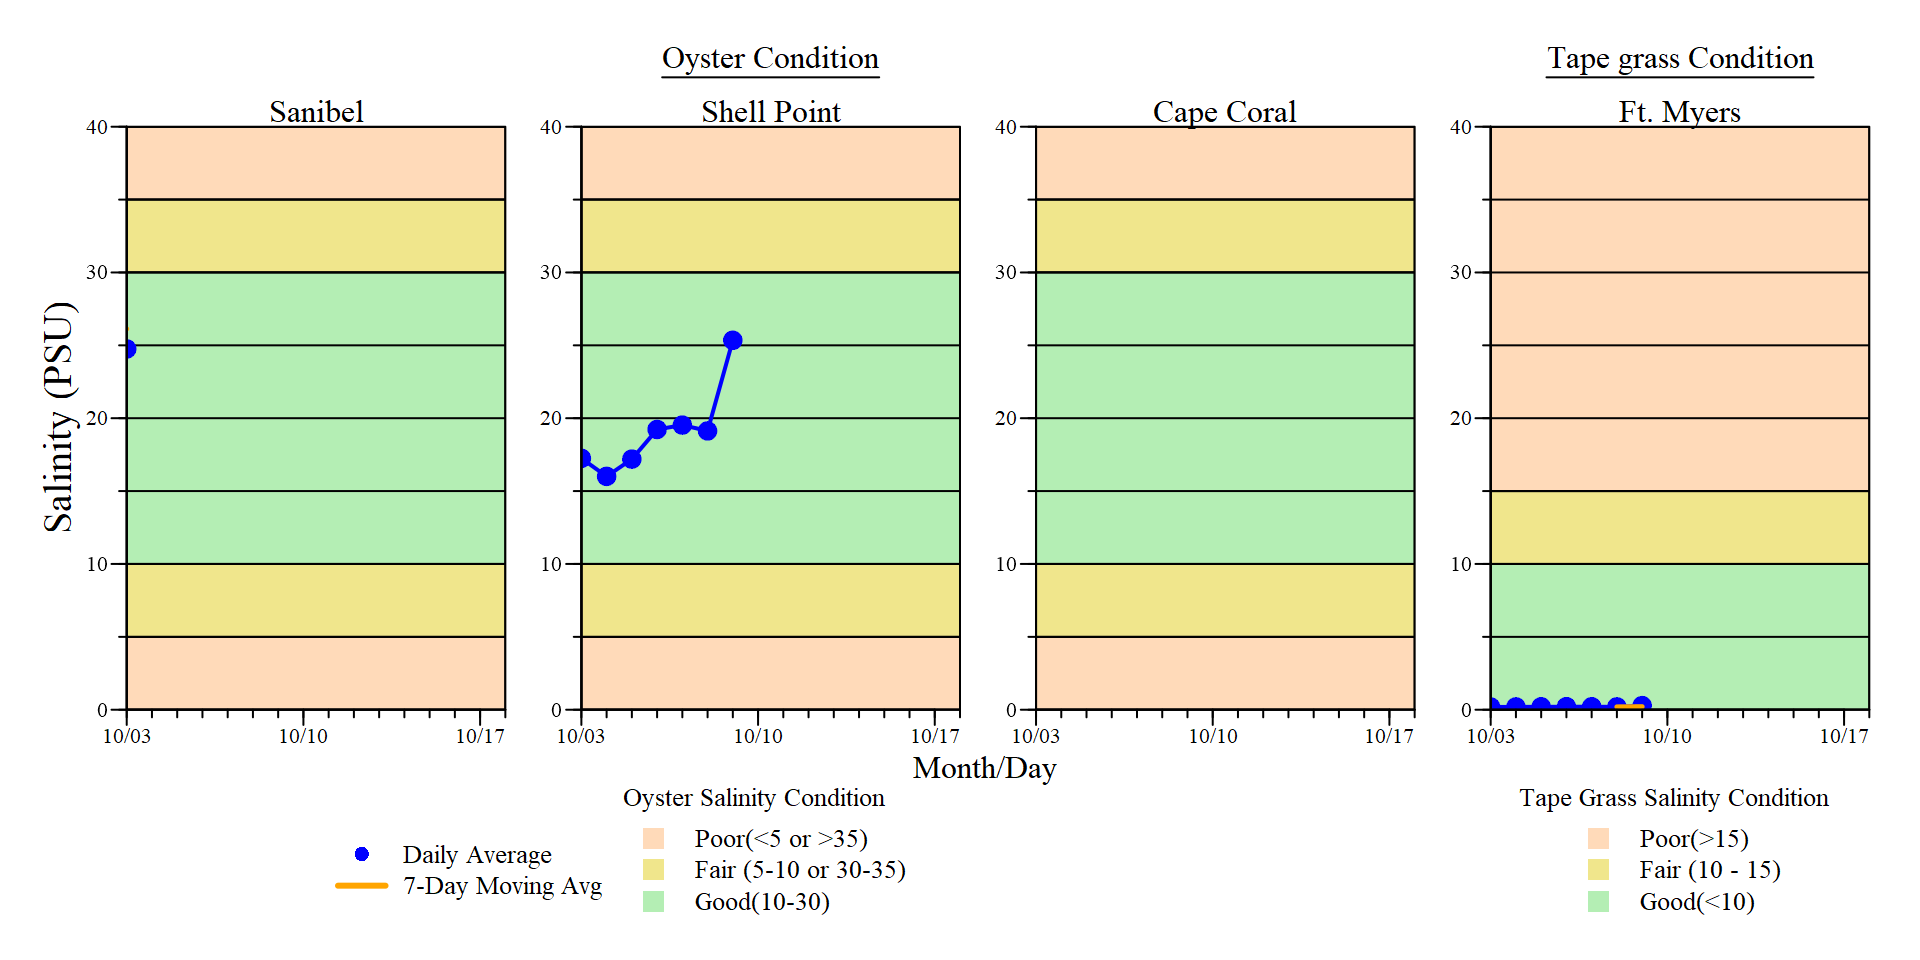 Oyster Condition
Tape grass Condition
Sanibel
Shell Point
Cape Coral
Ft. Myers
Salinity (PSU)
40
30
20
10
0
10/03
10/10
10/17
40
30
20
10
0
10/03
10/10
10/17
40
30
20
10
0
10/03
10/10
10/17
40
30
20
10
0
10/03
10/10
10/17
Month/Day
Daily Average
7-Day Moving Avg
Oyster Salinity Condition
Poor(<5 or >35)
Fair (5-10 or 30-35)
Good(10-30)
Tape Grass Salinity Condition
Poor(>15)
Fair (10 - 15)
Good(<10)